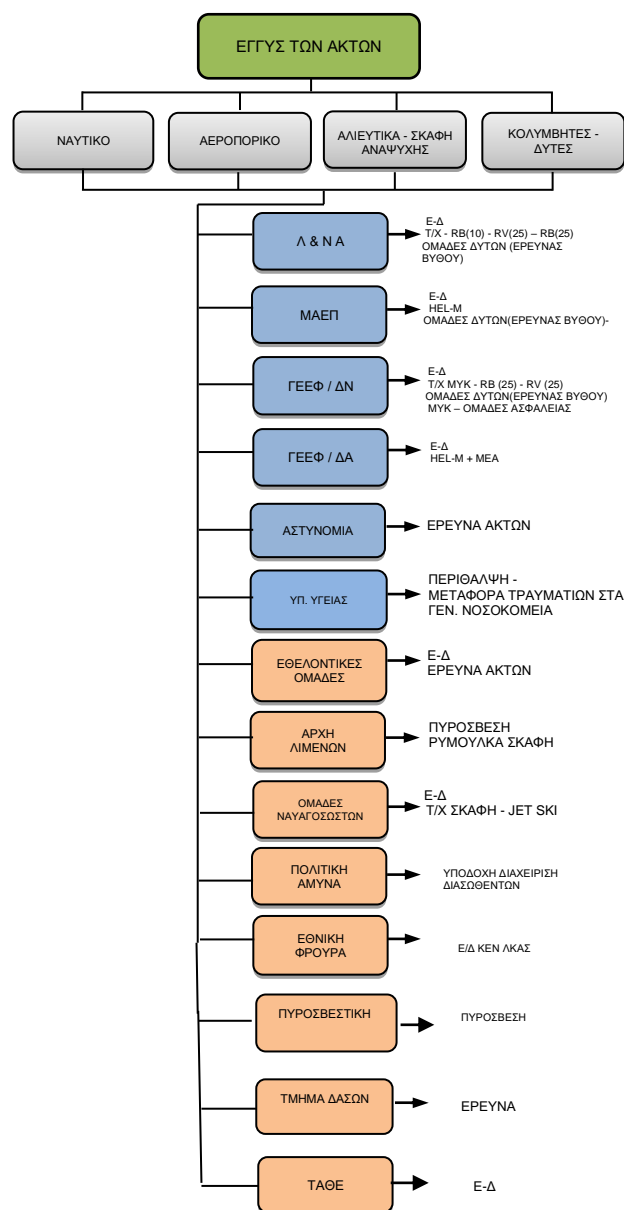 ΕΓΓΥΣ ΤΩΝ ΑΚΤΩΝ
ΝΑΥΤΙΚΟ
ΑΕΡΟΠΟΡΙΚΟ
ΑΛΙΕΥΤΙΚΑ - ΣΚΑΦΗ
ΑΝΑΨΥΧΗΣ
ΚΟΛΥΜΒΗΤΕΣ -
ΔΥΤΕΣ
Λ & Ν Α
Ε-Δ
Τ/Χ - RB(10) - RV(25) – RB(25)
ΟΜΑΔΕΣ ΔΥΤΩΝ (ΕΡΕΥΝΑΣ
ΒΥΘΟΥ)
ΜΑΕΠ
Ε-Δ
HEL-M
ΟΜΑΔΕΣ ΔΥΤΩΝ(ΕΡΕΥΝΑΣ ΒΥΘΟΥ)-
ΓΕΕΦ / ΔΝ
Ε-Δ
Τ/Χ ΜΥΚ - RB (25) - RV (25)
ΟΜΑΔΕΣ ΔΥΤΩΝ(ΕΡΕΥΝΑΣ ΒΥΘΟΥ)
ΜΥΚ – ΟΜΑΔΕΣ ΑΣΦΑΛΕΙΑΣ
ΓΕΕΦ / ΔΑ
Ε-Δ
HEL-M + ΜΕΑ
ΑΣΤΥΝΟΜΙΑ
ΕΡΕΥΝΑ ΑΚΤΩΝ
ΥΠ. ΥΓΕΙΑΣ
ΠΕΡΙΘΑΛΨΗ -
ΜΕΤΑΦΟΡΑ ΤΡΑΥΜΑΤΙΩΝ ΣΤΑ
ΓΕΝ. ΝΟΣΟΚΟΜΕΙΑ
ΕΘΕΛΟΝΤΙΚΕΣ
ΟΜΑΔΕΣ
Ε-Δ
ΕΡΕΥΝΑ ΑΚΤΩΝ
ΑΡΧΗ
ΛΙΜΕΝΩΝ
ΠΥΡΟΣΒΕΣΗ
ΡΥΜΟΥΛΚΑ ΣΚΑΦΗ
ΟΜΑΔΕΣ
ΝΑΥΑΓΟΣΩΣΤΩΝ
Ε-Δ
Τ/Χ ΣΚΑΦΗ - JET SKI
ΠΟΛΙΤΙΚΗ
ΑΜΥΝΑ
ΥΠΟΔΟΧΗ ΔΙΑΧΕΙΡΙΣΗ
ΔΙΑΣΩΘΕΝΤΩΝ
ΕΘΝΙΚΗ
ΦΡΟΥΡΑ
Ε/Δ ΚΕΝ ΛΚΑΣ
ΠΥΡΟΣΒΕΣΤΙΚΗ
ΠΥΡΟΣΒΕΣΗ
ΤΜΗΜΑ ΔΑΣΩΝ
ΕΡΕΥΝΑ
ΤΑΘΕ
Ε-Δ